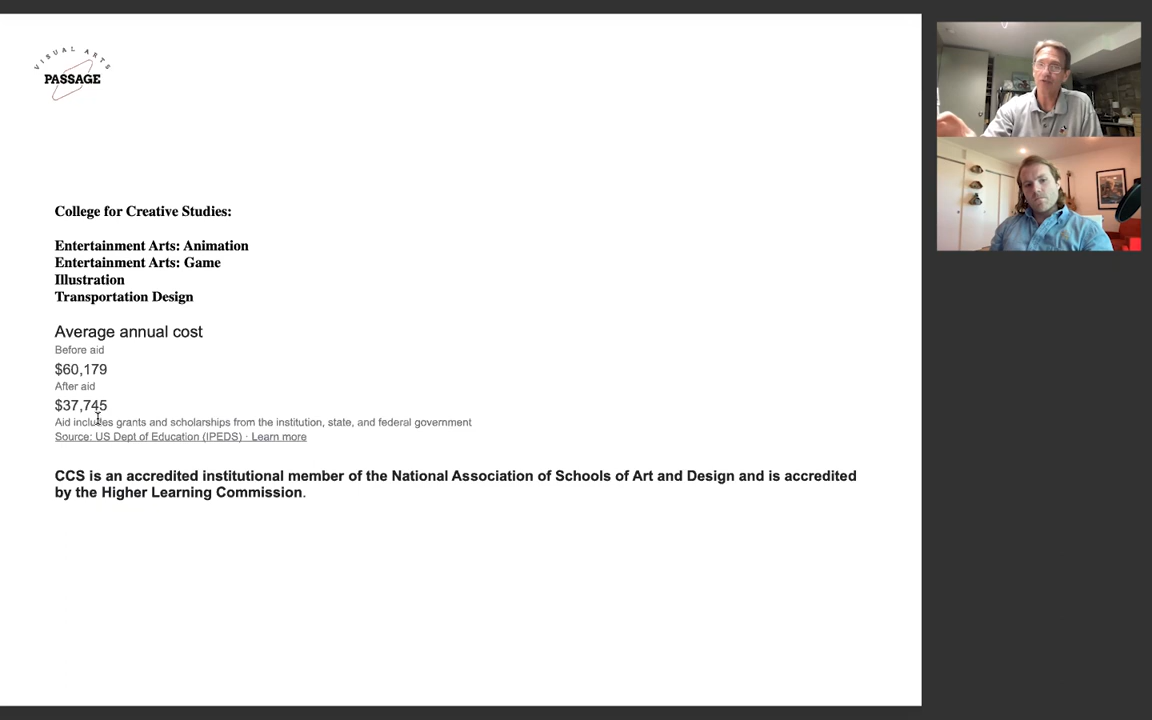 VISUAL ARTS
PASSAGE
College for Creative Studies:
Entertainment Arts: Animation
Entertainment Arts: Game
Illustration
Transportation Design
Average annual cost
Before aid
$60,179
After aid
$37,745
Aid includes grants and scholarships from the institution, state, and federal government
Source: US Dept of Education (IPEDS) · Learn more
CCS is an accredited institutional member of the National Association of Schools of Art and Design and is accredited
by the Higher Learning Commission.